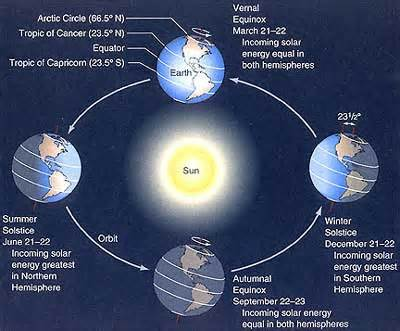 Arctic Circle (66.5° N)
Tropic of Cancer (23.5° N)
Equator
Tropic of Capricorn (23.5° S)
Earth
Vernal
Equinox
March 21–22
Incoming solar
energy equal in
both hemispheres
23½°
Sun
Summer
Solstice
June 21–22
Incoming solar
energy greatest
in Northern
Hemisphere
Orbit
Winter
Solstice
December 21–22
Incoming solar
energy greatest
in Southern
Hemisphere
Autumnal
Equinox
September 22–23
Incoming solar energy
equal in both hemispheres